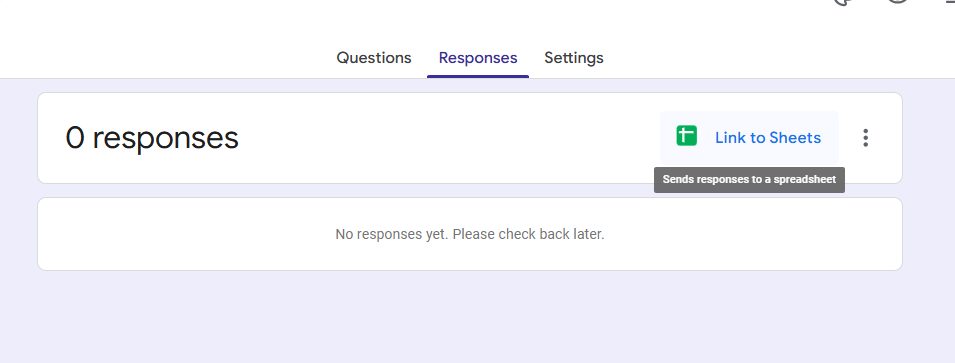 Questions Responses Settings
0 responses
Link to Sheets
Sends responses to a spreadsheet
No responses yet. Please check back later.